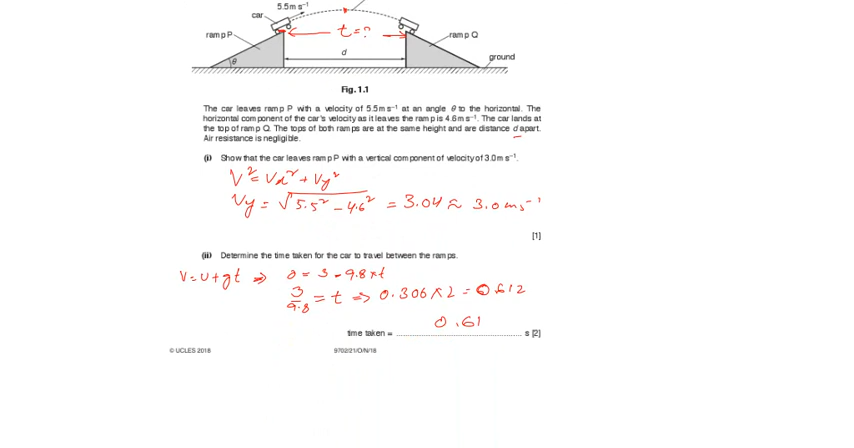 5.5 m s⁻¹
car
ramp P
t = ?
ramp Q
θ
d
ground
Fig. 1.1
The car leaves ramp P with a velocity of 5.5 m s⁻¹ at an angle θ to the horizontal. The
horizontal component of the car's velocity as it leaves the ramp is 4.6 m s⁻¹. The car lands at
the top of ramp Q. The tops of both ramps are at the same height and are distance d apart.
Air resistance is negligible.
(i) Show that the car leaves ramp P with a vertical component of velocity of 3.0 m s⁻¹.
V² = Vx² + Vy²
Vy = √5.5² - 4.6² = 3.04 ≈ 3.0 ms⁻¹
[1]
(ii) Determine the time taken for the car to travel between the ramps.
V = U + gt ⇒ 0 = 3 - 9.8 × t
3/9.8 = t ⇒ 0.306 × 2 = 0.612
0.61
time taken = ........................................ s [2]
© UCLES 2018 9702/21/O/N/18